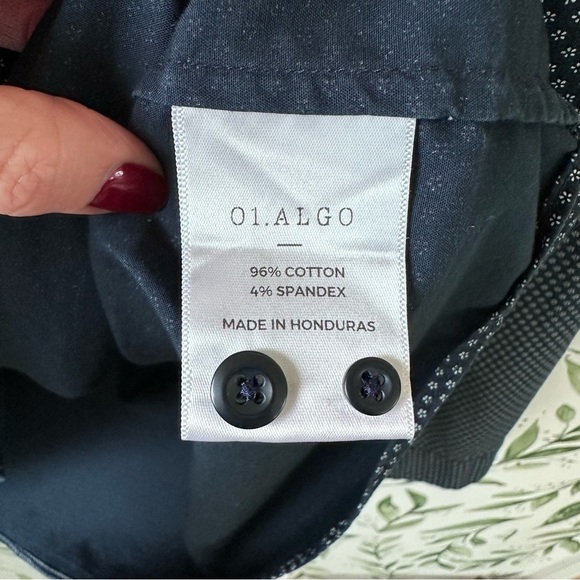 01.ALGO
96% COTTON
4% SPANDEX
MADE IN HONDURAS